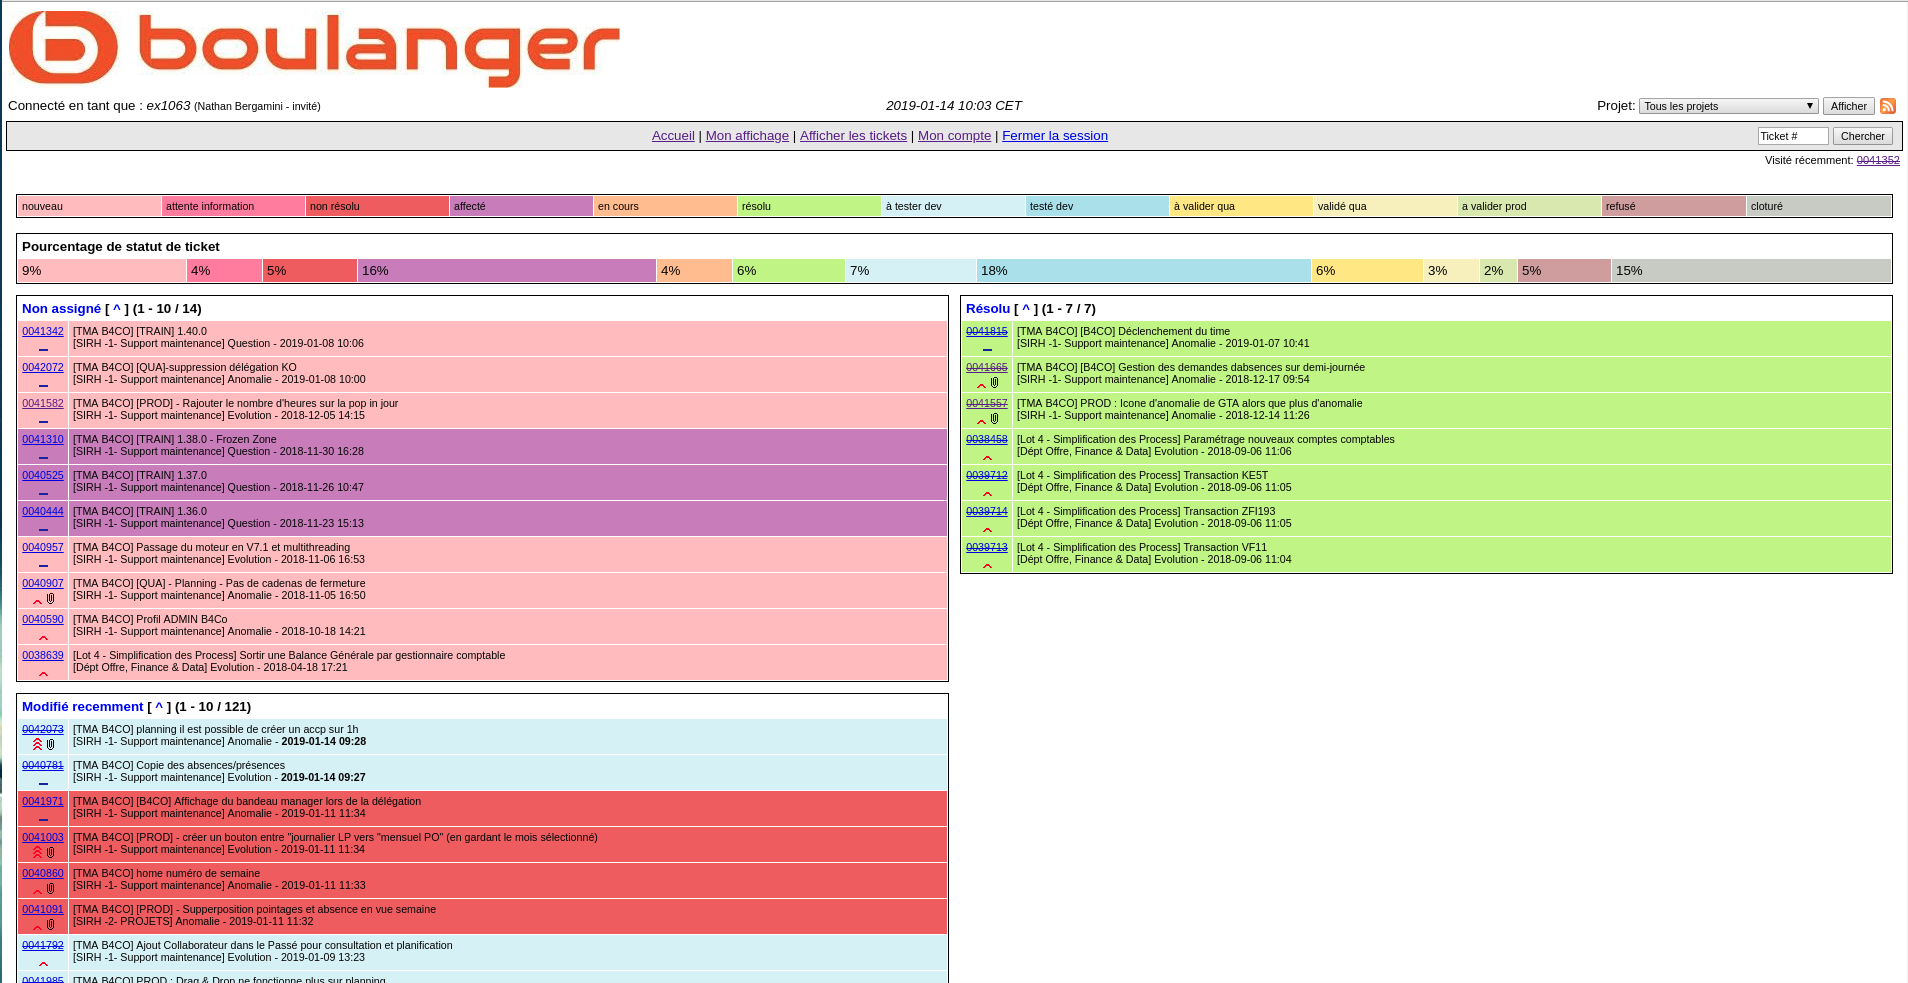 boulanger
Connecté en tant que : ex1063 (Nathan Bergamini - invité)
2019-01-14 10:03 CET
Projet: Tous les projets Afficher
Accueil | Mon affichage | Afficher les tickets | Mon compte | Fermer la session
Ticket # Chercher
Visité récemment: 0041352
nouveau attente information non résolu affecté en cours résolu à tester dev testé dev à valider qua validé qua a valider prod refusé cloturé
Pourcentage de statut de ticket
9% 4% 5% 16% 4% 6% 7% 18% 6% 3% 2% 5% 15%
Non assigné [ ^ ] (1 - 10 / 14)
0041342 [TMA B4CO] [TRAIN] 1.40.0
[SIRH -1- Support maintenance] Question - 2019-01-08 10:06
0042072 [TMA B4CO] [QUA]-suppression délégation KO
[SIRH -1- Support maintenance] Anomalie - 2019-01-08 10:00
0041582 [TMA B4CO] [PROD] - Rajouter le nombre d'heures sur la pop in jour
[SIRH -1- Support maintenance] Evolution - 2018-12-05 14:15
0041310 [TMA B4CO] [TRAIN] 1.38.0 - Frozen Zone
[SIRH -1- Support maintenance] Question - 2018-11-30 16:28
0040525 [TMA B4CO] [TRAIN] 1.37.0
[SIRH -1- Support maintenance] Question - 2018-11-26 10:47
0040444 [TMA B4CO] [TRAIN] 1.36.0
[SIRH -1- Support maintenance] Question - 2018-11-23 15:13
0040957 [TMA B4CO] Passage du moteur en V7.1 et multithreading
[SIRH -1- Support maintenance] Evolution - 2018-11-06 16:53
0040907 [TMA B4CO] [QUA] - Planning - Pas de cadenas de fermeture
[SIRH -1- Support maintenance] Anomalie - 2018-11-05 16:50
0040590 [TMA B4CO] Profil ADMIN B4Co
[SIRH -1- Support maintenance] Anomalie - 2018-10-18 14:21
0038639 [Lot 4 - Simplification des Process] Sortir une Balance Générale par gestionnaire comptable
[Dépt Offre, Finance & Data] Evolution - 2018-04-18 17:21
Résolu [ ^ ] (1 - 7 / 7)
0041815 [TMA B4CO] [B4CO] Déclenchement du time
[SIRH -1- Support maintenance] Anomalie - 2019-01-07 10:41
0041665 [TMA B4CO] [B4CO] Gestion des demandes dabsences sur demi-journée
[SIRH -1- Support maintenance] Anomalie - 2018-12-17 09:54
0041557 [TMA B4CO] PROD : Icone d'anomalie de GTA alors que plus d'anomalie
[SIRH -1- Support maintenance] Anomalie - 2018-12-14 11:26
0038458 [Lot 4 - Simplification des Process] Paramétrage nouveaux comptes comptables
[Dépt Offre, Finance & Data] Evolution - 2018-09-06 11:06
0039712 [Lot 4 - Simplification des Process] Transaction KE5T
[Dépt Offre, Finance & Data] Evolution - 2018-09-06 11:05
0039714 [Lot 4 - Simplification des Process] Transaction ZFI193
[Dépt Offre, Finance & Data] Evolution - 2018-09-06 11:05
0039713 [Lot 4 - Simplification des Process] Transaction VF11
[Dépt Offre, Finance & Data] Evolution - 2018-09-06 11:04
Modifié recemment [ ^ ] (1 - 10 / 121)
0042073 [TMA B4CO] planning il est possible de créer un accp sur 1h
[SIRH -1- Support maintenance] Anomalie - 2019-01-14 09:28
0040781 [TMA B4CO] Copie des absences/présences
[SIRH -1- Support maintenance] Evolution - 2019-01-14 09:27
0041971 [TMA B4CO] [B4CO] Affichage du bandeau manager lors de la délégation
[SIRH -1- Support maintenance] Anomalie - 2019-01-11 11:34
0041003 [TMA B4CO] [PROD] - créer un bouton entre "journalier LP vers "mensuel PO" (en gardant le mois sélectionné)
[SIRH -1- Support maintenance] Evolution - 2019-01-11 11:34
0040860 [TMA B4CO] home numéro de semaine
[SIRH -1- Support maintenance] Anomalie - 2019-01-11 11:33
0041091 [TMA B4CO] [PROD] - Supperposition pointages et absence en vue semaine
[SIRH -2- PROJETS] Anomalie - 2019-01-11 11:32
0041792 [TMA B4CO] Ajout Collaborateur dans le Passé pour consultation et planification
[SIRH -1- Support maintenance] Evolution - 2019-01-09 13:23
0041985 [TMA B4CO] PROD : Drag & Drop ne fonctionne plus sur planning